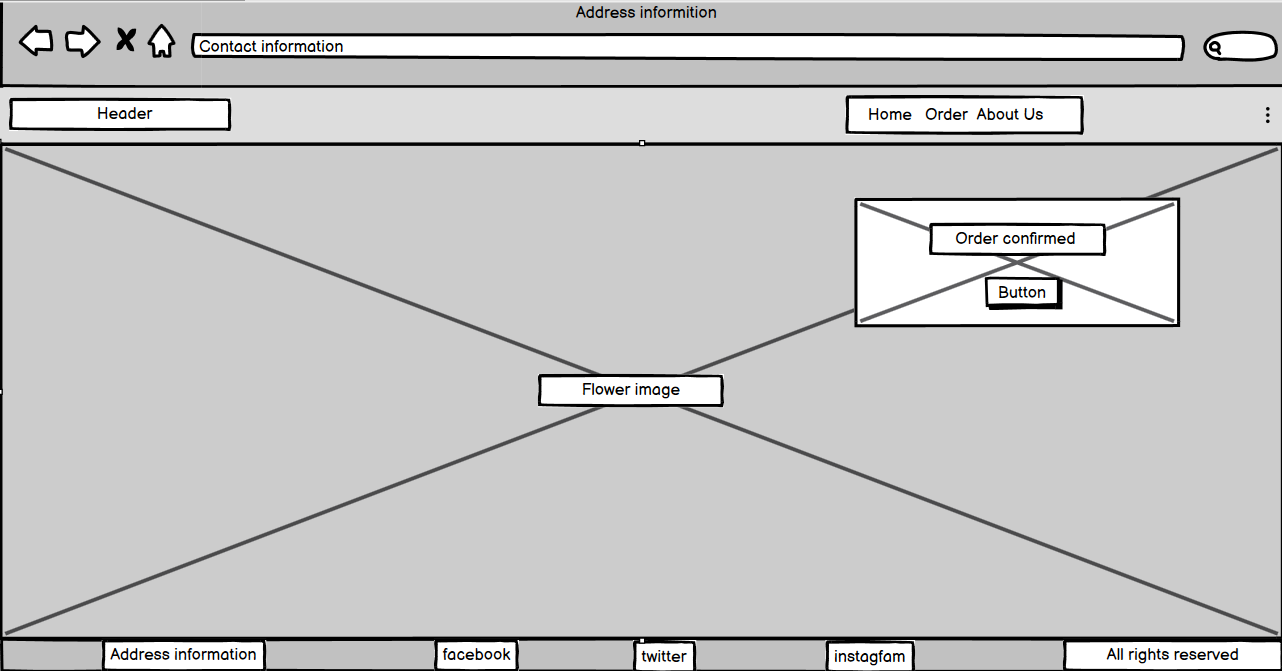 Address informition
Contact information
Header
Home Order About Us
Order confirmed
Button
Flower image
Address information
facebook
twitter
instagfam
All rights reserved